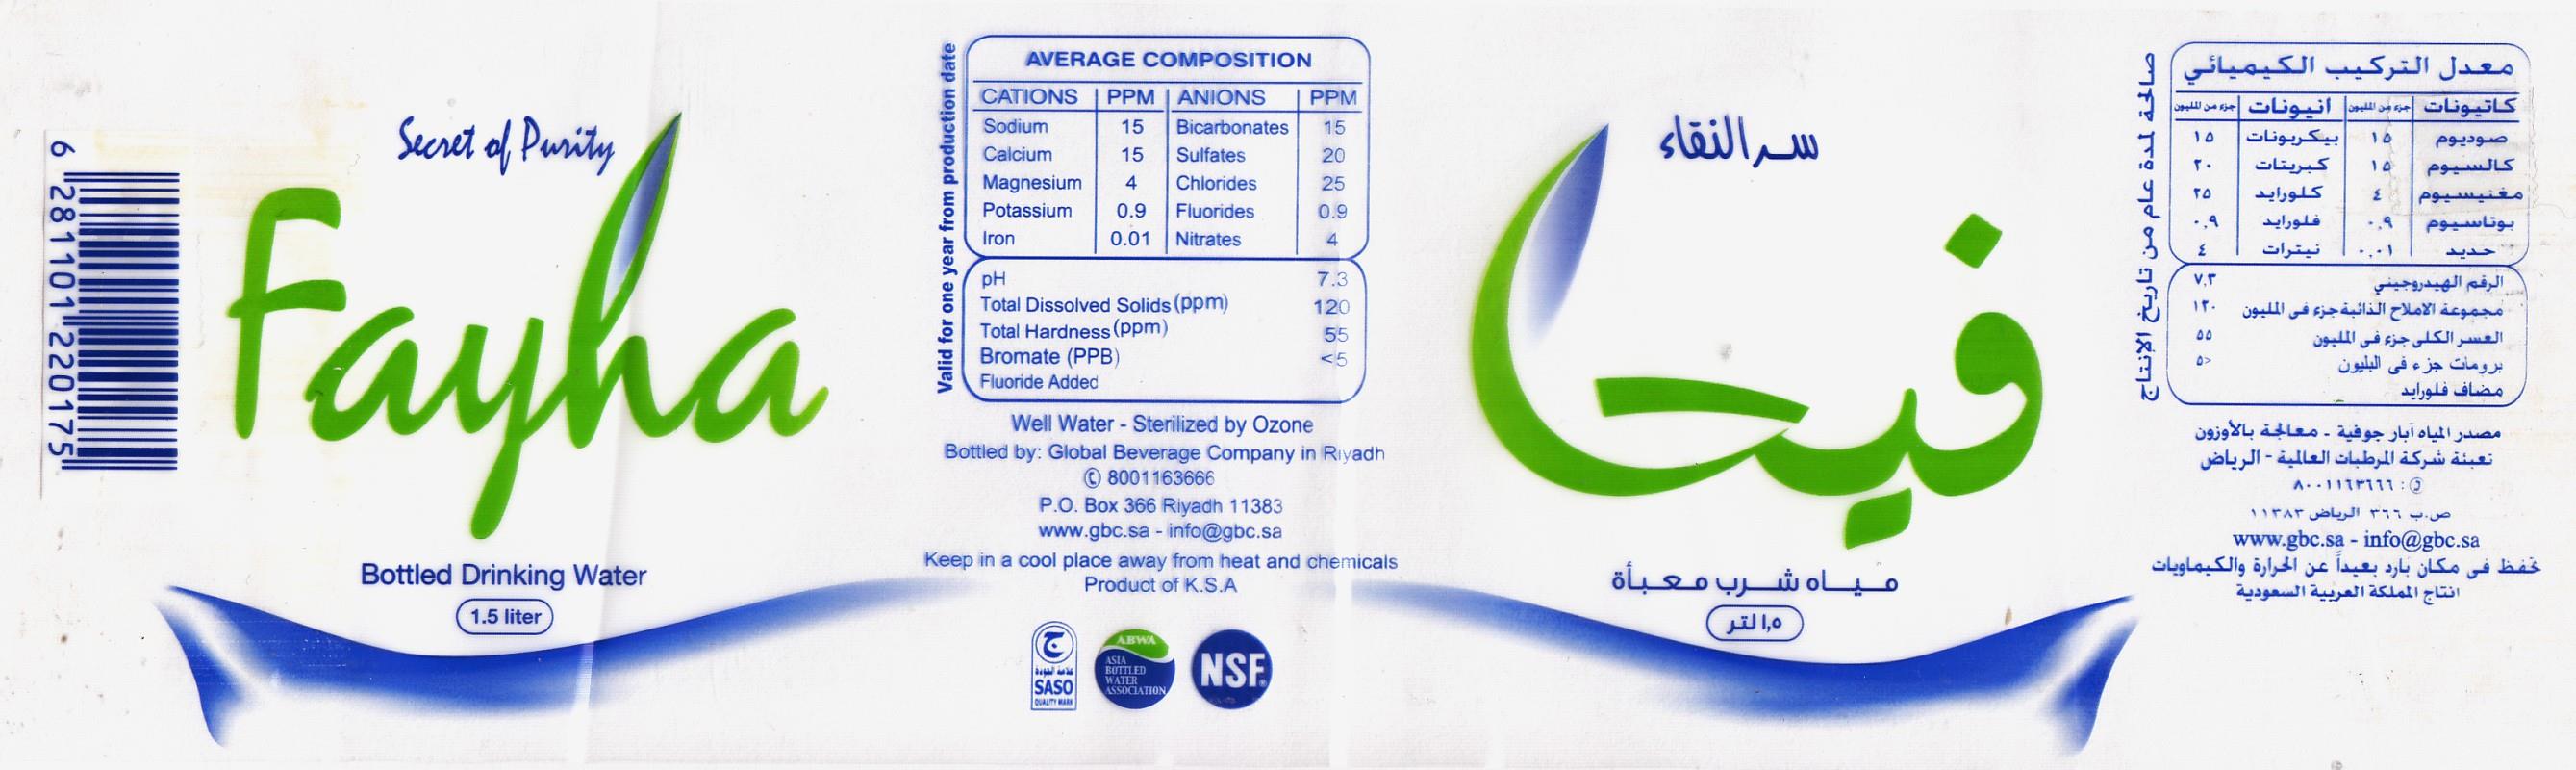 6 281101 220175
Secret of Purity
Fayha
Bottled Drinking Water
1.5 liter
Valid for one year from production date
AVERAGE COMPOSITION
CATIONS PPM ANIONS PPM
Sodium 15 Bicarbonates 15
Calcium 15 Sulfates 20
Magnesium 4 Chlorides 25
Potassium 0.9 Fluorides 0.9
Iron 0.01 Nitrates 4
pH 7.3
Total Dissolved Solids (ppm) 120
Total Hardness (ppm) 55
Bromate (PPB) <5
Fluoride Added
Well Water - Sterilized by Ozone
Bottled by: Global Beverage Company in Riyadh
✆ 8001163666
P.O. Box 366 Riyadh 11383
www.gbc.sa - info@gbc.sa
Keep in a cool place away from heat and chemicals
Product of K.S.A
علامة الجودة
SASO
QUALITY MARK
ABWA
ASIA
BOTTLED
WATER
ASSOCIATION
NSF®
سر النقاء
فيحا
مياه شرب معبأة
١,٥ لتر
صالحة لمدة عام من تاريخ الإنتاج
معدل التركيب الكيميائي
كاتيونات جزء من المليون انيونات جزء من المليون
صوديوم ١٥ بيكربونات ١٥
كالسيوم ١٥ كبريتات ٢٠
مغنيسيوم ٤ كلورايد ٢٥
بوتاسيوم ٠,٩ فلورايد ٠,٩
حديد ٠,٠١ نيترات ٤
الرقم الهيدروجيني ٧,٣
مجموعة الاملاح الذائبة جزء فى المليون ١٢٠
العسر الكلى جزء فى المليون ٥٥
برومات جزء فى البليون <٥
مضاف فلورايد
مصدر المياه آبار جوفية - معالجة بالأوزون
تعبئة شركة المرطبات العالمية - الرياض
✆ : ٨٠٠١١٦٣٦٦٦
ص.ب ٣٦٦ الرياض ١١٣٨٣
www.gbc.sa - info@gbc.sa
تحفظ فى مكان بارد بعيداً عن الحرارة والكيماويات
انتاج المملكة العربية السعودية